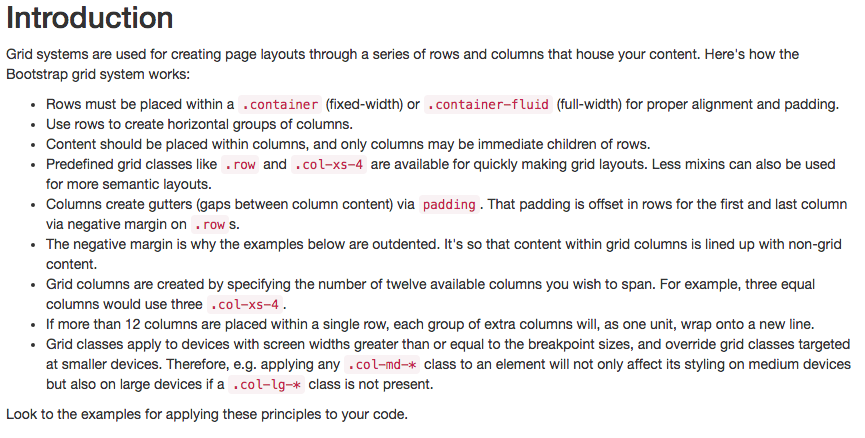 Introduction
Grid systems are used for creating page layouts through a series of rows and columns that house your content. Here's how the
Bootstrap grid system works:
• Rows must be placed within a .container (fixed-width) or .container-fluid (full-width) for proper alignment and padding.
• Use rows to create horizontal groups of columns.
• Content should be placed within columns, and only columns may be immediate children of rows.
• Predefined grid classes like .row and .col-xs-4 are available for quickly making grid layouts. Less mixins can also be used
for more semantic layouts.
• Columns create gutters (gaps between column content) via padding. That padding is offset in rows for the first and last column
via negative margin on .rows.
• The negative margin is why the examples below are outdented. It's so that content within grid columns is lined up with non-grid
content.
• Grid columns are created by specifying the number of twelve available columns you wish to span. For example, three equal
columns would use three .col-xs-4.
• If more than 12 columns are placed within a single row, each group of extra columns will, as one unit, wrap onto a new line.
• Grid classes apply to devices with screen widths greater than or equal to the breakpoint sizes, and override grid classes targeted
at smaller devices. Therefore, e.g. applying any .col-md-* class to an element will not only affect its styling on medium devices
but also on large devices if a .col-lg-* class is not present.
Look to the examples for applying these principles to your code.